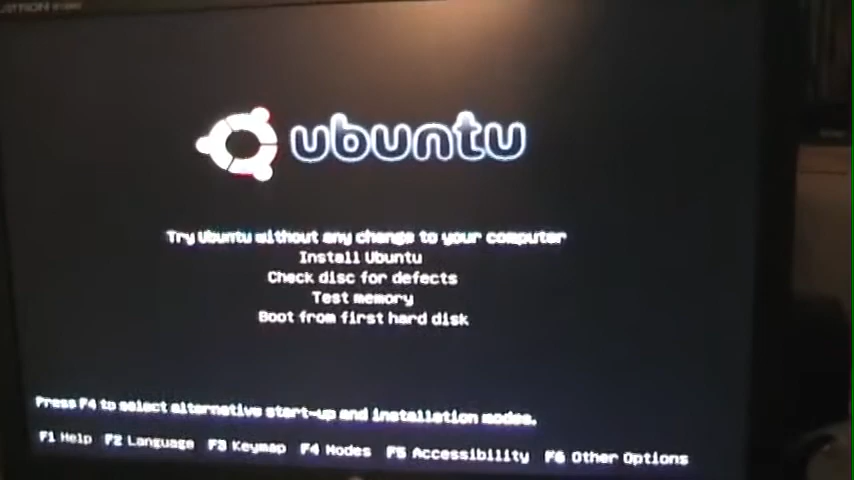 ubuntu
Try Ubuntu without any change to your computer
Install Ubuntu
Check disc for defects
Test memory
Boot from first hard disk
Press F4 to select alternative start-up and installation modes.
F1 Help F2 Language F3 Keymap F4 Modes F5 Accessibility F6 Other Options